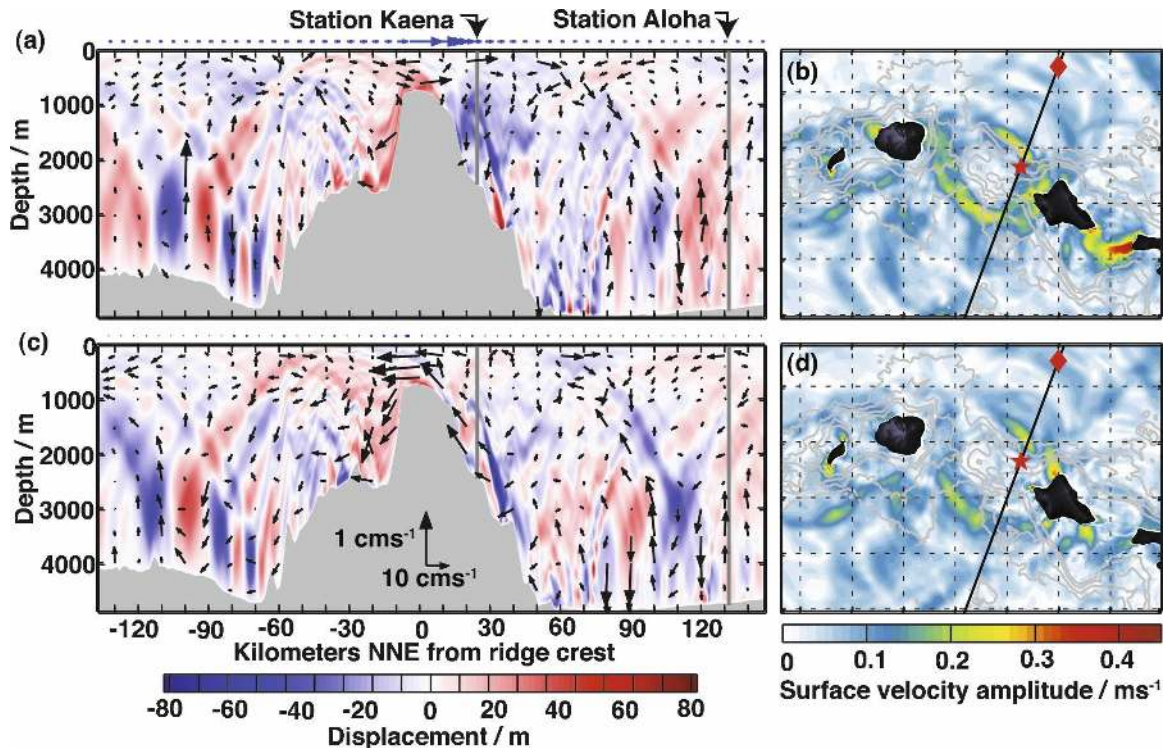 Station Kaena Station Aloha
(a)
0
1000
2000
3000
4000
Depth / m
(b)
(c)
0
1000
2000
3000
4000
Depth / m
1 cms-1
10 cms-1
-120 -90 -60 -30 0 30 60 90 120
Kilometers NNE from ridge crest
-80 -60 -40 -20 0 20 40 60 80
Displacement / m
(d)
0 0.1 0.2 0.3 0.4
Surface velocity amplitude / ms-1